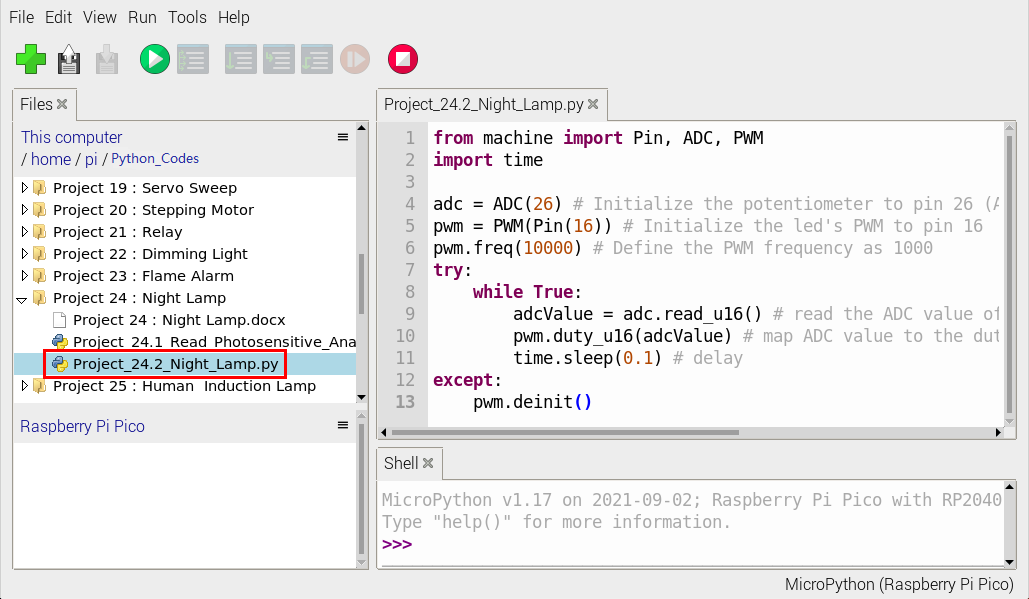 File Edit View Run Tools Help
Files
This computer
/ home / pi / Python_Codes
Project 19 : Servo Sweep
Project 20 : Stepping Motor
Project 21 : Relay
Project 22 : Dimming Light
Project 23 : Flame Alarm
Project 24 : Night Lamp
Project 24 : Night Lamp.docx
Project_24.1_Read_Photosensitive_Ana
Project_24.2_Night_Lamp.py
Project 25 : Human Induction Lamp
Raspberry Pi Pico
Project_24.2_Night_Lamp.py
1 from machine import Pin, ADC, PWM
2 import time
3
4 adc = ADC(26) # Initialize the potentiometer to pin 26 (A
5 pwm = PWM(Pin(16)) # Initialize the led's PWM to pin 16
6 pwm.freq(10000) # Define the PWM frequency as 1000
7 try:
8 while True:
9 adcValue = adc.read_u16() # read the ADC value of
10 pwm.duty_u16(adcValue) # map ADC value to the dut
11 time.sleep(0.1) # delay
12 except:
13 pwm.deinit()
Shell
MicroPython v1.17 on 2021-09-02; Raspberry Pi Pico with RP2040
Type "help()" for more information.
>>>
MicroPython (Raspberry Pi Pico)